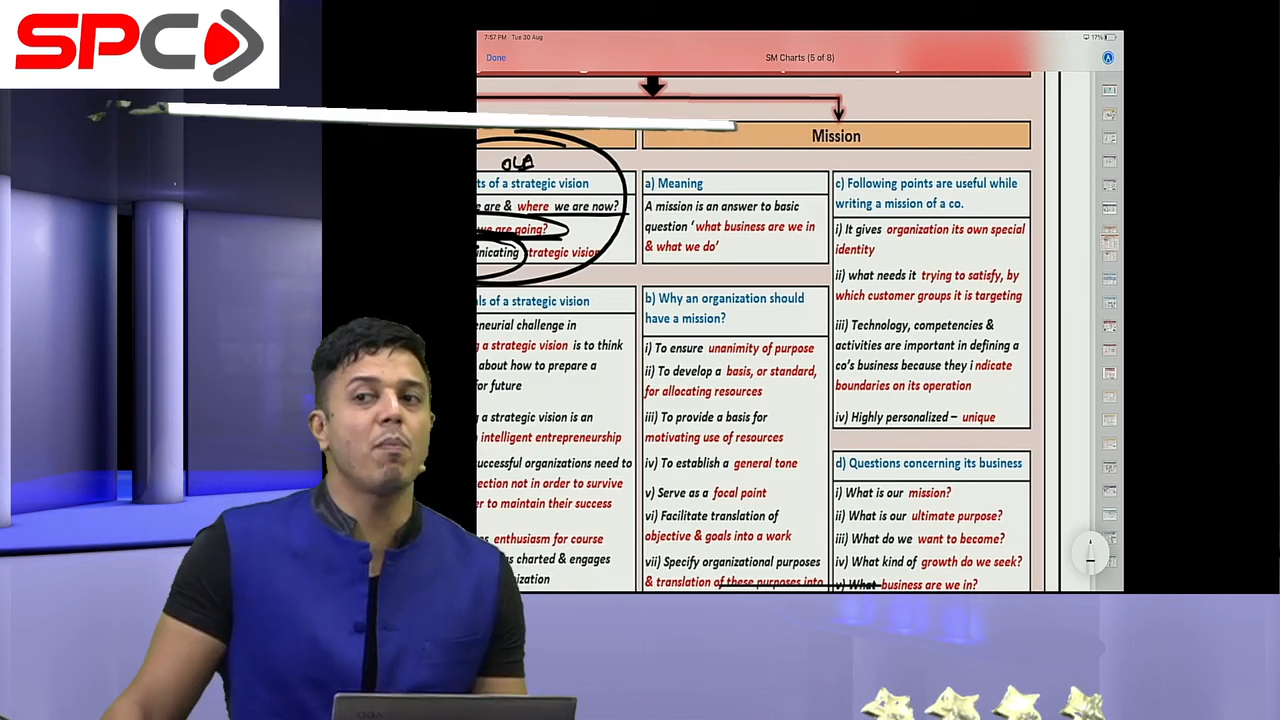 SPC
7:57 PM Tue 30 Aug
17%
Done
SM Charts (5 of 8)
Mission
OLA
ts of a strategic vision
e are & where we are now?
we are going?
nicating strategic vision
ls of a strategic vision
eneurial challenge in
g a strategic vision is to think
about how to prepare a
for future
g a strategic vision is an
intelligent entrepreneurship
uccessful organizations need to
ection not in order to survive
er to maintain their success
es enthusiasm for course
s charted & engages
nization
a) Meaning
A mission is an answer to basic
question ‘what business are we in
& what we do’
b) Why an organization should
have a mission?
i) To ensure unanimity of purpose
ii) To develop a basis, or standard,
for allocating resources
iii) To provide a basis for
motivating use of resources
iv) To establish a general tone
v) Serve as a focal point
vi) Facilitate translation of
objective & goals into a work
vii) Specify organizational purposes
& translation of these purposes into
c) Following points are useful while
writing a mission of a co.
i) It gives organization its own special
identity
ii) what needs it trying to satisfy, by
which customer groups it is targeting
iii) Technology, competencies &
activities are important in defining a
co’s business because they i ndicate
boundaries on its operation
iv) Highly personalized – unique
d) Questions concerning its business
i) What is our mission?
ii) What is our ultimate purpose?
iii) What do we want to become?
iv) What kind of growth do we seek?
v) What business are we in?